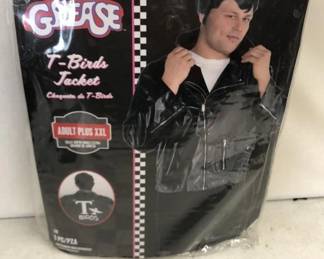 GREASE
T-Birds
Jacket
Chaqueta de T-Birds
ADULT PLUS XXL
T
BIRDS
1 PC/PZA